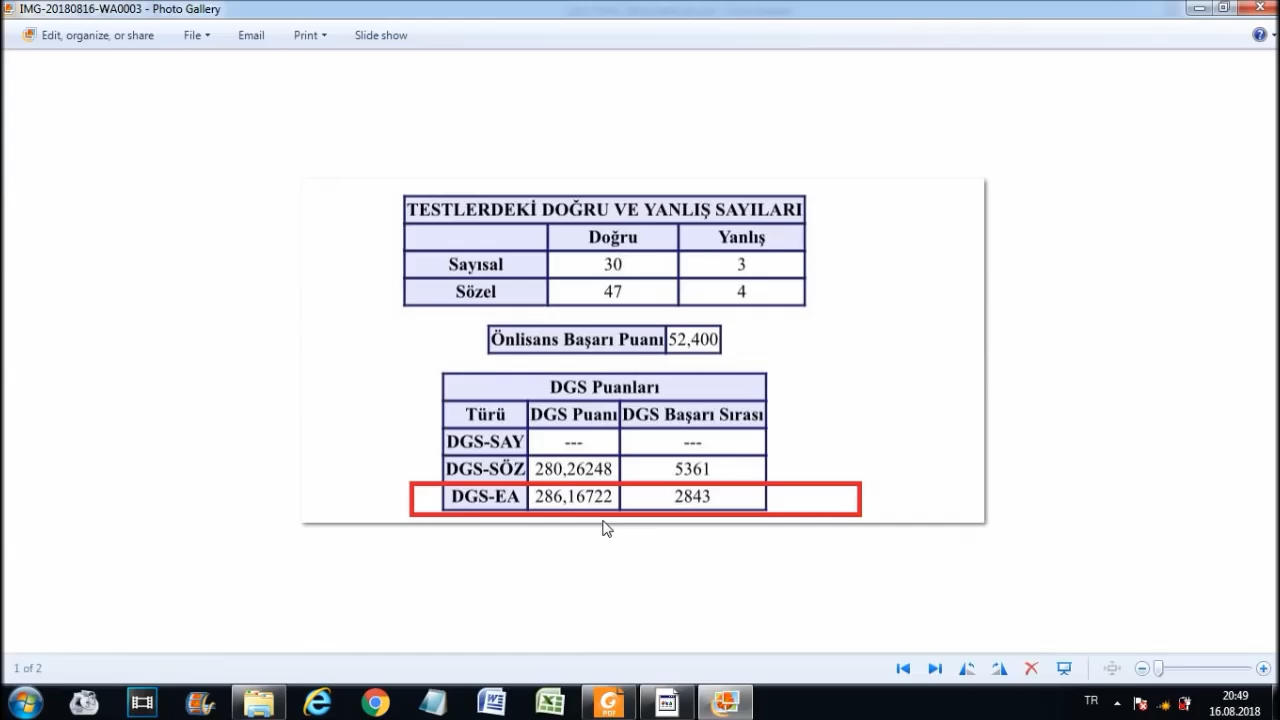 IMG-20180816-WA0003 - Photo Gallery
Edit, organize, or share File Email Print Slide show
TESTLERDEKİ DOĞRU VE YANLIŞ SAYILARI
Doğru Yanlış
Sayısal 30 3
Sözel 47 4
Önlisans Başarı Puanı 52,400
DGS Puanları
Türü DGS Puanı DGS Başarı Sırası
DGS-SAY --- ---
DGS-SÖZ 280,26248 5361
DGS-EA 286,16722 2843
1 of 2
TR 20:49
16.08.2018